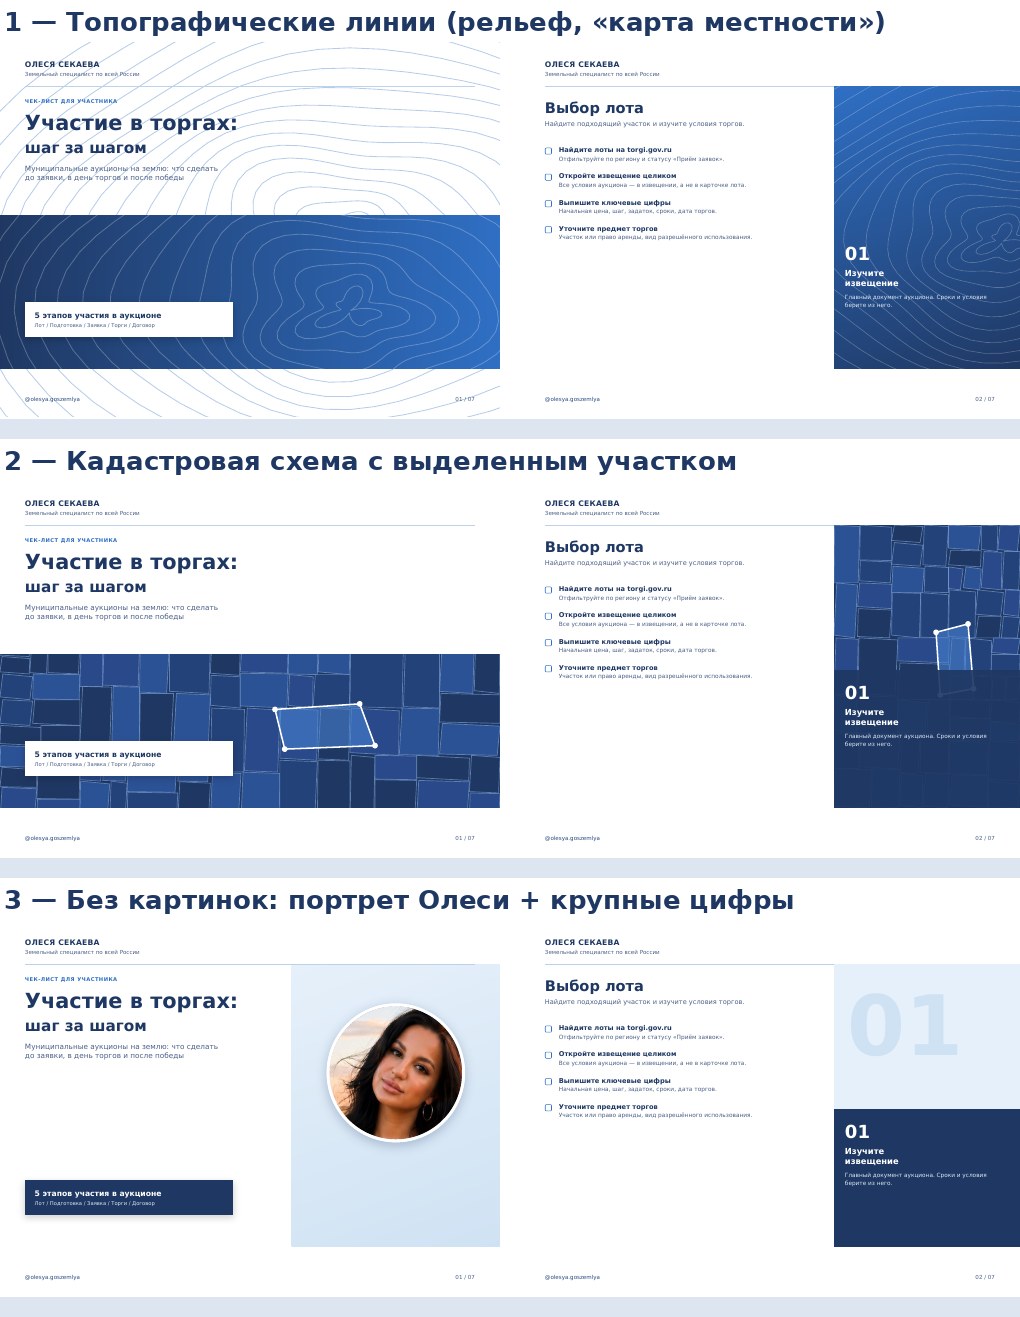 1 — Топографические линии (рельеф, «карта местности»)
ОЛЕСЯ СЕКАЕВА
Земельный специалист по всей России
ЧЕК-ЛИСТ ДЛЯ УЧАСТНИКА
Участие в торгах:
шаг за шагом
Муниципальные аукционы на землю: что сделать
до заявки, в день торгов и после победы
5 этапов участия в аукционе
Лот / Подготовка / Заявка / Торги / Договор
@olesya.goszemlya
01 / 07
ОЛЕСЯ СЕКАЕВА
Земельный специалист по всей России
Выбор лота
Найдите подходящий участок и изучите условия торгов.
Найдите лоты на torgi.gov.ru
Отфильтруйте по региону и статусу «Приём заявок».
Откройте извещение целиком
Все условия аукциона — в извещении, а не в карточке лота.
Выпишите ключевые цифры
Начальная цена, шаг, задаток, сроки, дата торгов.
Уточните предмет торгов
Участок или право аренды, вид разрешённого использования.
01
Изучите
извещение
Главный документ аукциона. Сроки и условия
берите из него.
@olesya.goszemlya
02 / 07
2 — Кадастровая схема с выделенным участком
ОЛЕСЯ СЕКАЕВА
Земельный специалист по всей России
ЧЕК-ЛИСТ ДЛЯ УЧАСТНИКА
Участие в торгах:
шаг за шагом
Муниципальные аукционы на землю: что сделать
до заявки, в день торгов и после победы
5 этапов участия в аукционе
Лот / Подготовка / Заявка / Торги / Договор
@olesya.goszemlya
01 / 07
ОЛЕСЯ СЕКАЕВА
Земельный специалист по всей России
Выбор лота
Найдите подходящий участок и изучите условия торгов.
Найдите лоты на torgi.gov.ru
Отфильтруйте по региону и статусу «Приём заявок».
Откройте извещение целиком
Все условия аукциона — в извещении, а не в карточке лота.
Выпишите ключевые цифры
Начальная цена, шаг, задаток, сроки, дата торгов.
Уточните предмет торгов
Участок или право аренды, вид разрешённого использования.
01
Изучите
извещение
Главный документ аукциона. Сроки и условия
берите из него.
@olesya.goszemlya
02 / 07
3 — Без картинок: портрет Олеси + крупные цифры
ОЛЕСЯ СЕКАЕВА
Земельный специалист по всей России
ЧЕК-ЛИСТ ДЛЯ УЧАСТНИКА
Участие в торгах:
шаг за шагом
Муниципальные аукционы на землю: что сделать
до заявки, в день торгов и после победы
5 этапов участия в аукционе
Лот / Подготовка / Заявка / Торги / Договор
@olesya.goszemlya
01 / 07
ОЛЕСЯ СЕКАЕВА
Земельный специалист по всей России
Выбор лота
Найдите подходящий участок и изучите условия торгов.
Найдите лоты на torgi.gov.ru
Отфильтруйте по региону и статусу «Приём заявок».
Откройте извещение целиком
Все условия аукциона — в извещении, а не в карточке лота.
Выпишите ключевые цифры
Начальная цена, шаг, задаток, сроки, дата торгов.
Уточните предмет торгов
Участок или право аренды, вид разрешённого использования.
01
01
Изучите
извещение
Главный документ аукциона. Сроки и условия
берите из него.
@olesya.goszemlya
02 / 07